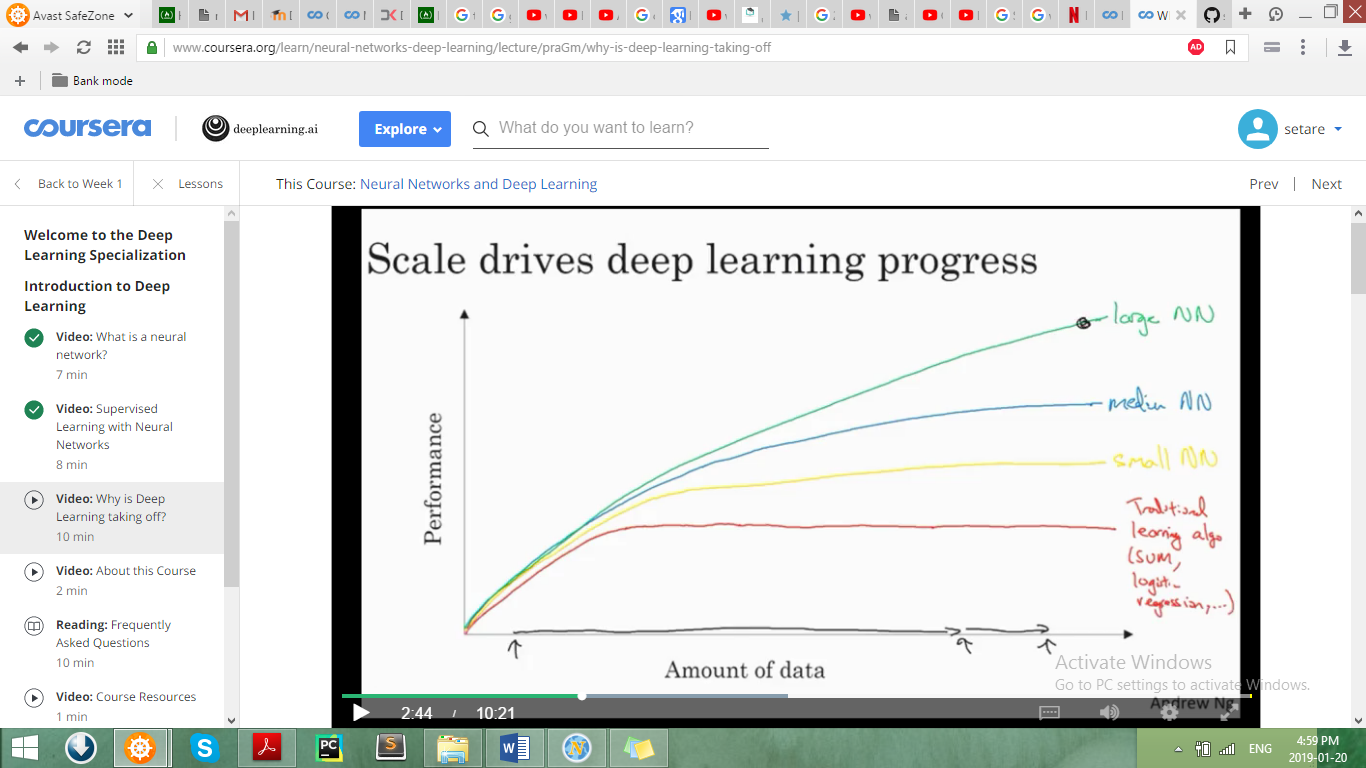 Avast SafeZone
www.coursera.org/learn/neural-networks-deep-learning/lecture/praGm/why-is-deep-learning-taking-off
AD
Bank mode
coursera
deeplearning.ai
Explore
What do you want to learn?
setare
Back to Week 1
Lessons
This Course: Neural Networks and Deep Learning
Prev
Next
Welcome to the Deep
Learning Specialization
Introduction to Deep
Learning
Video: What is a neural
network?
7 min
Video: Supervised
Learning with Neural
Networks
8 min
Video: Why is Deep
Learning taking off?
10 min
Video: About this Course
2 min
Reading: Frequently
Asked Questions
10 min
Video: Course Resources
1 min
Scale drives deep learning progress
large NN
medium NN
small NN
Traditional
learning algo
(SVM,
logistic
regression,...)
Performance
Amount of data
Activate Windows
Go to PC settings to activate Windows.
Andrew Ng
2:44 / 10:21
ENG
4:59 PM
2019-01-20